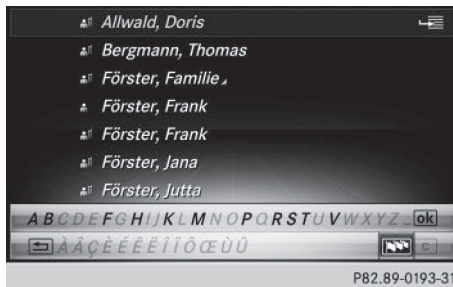 Allwald, Doris
Bergmann, Thomas
Förster, Familie
Förster, Frank
Förster, Frank
Förster, Jana
Förster, Jutta
ABCDEFGHIJKLMNOPQRSTUVWXYZ_ ok
ÀÂÇÈÉÊËÎÏÔŒÙÛ c
P82.89-0193-31